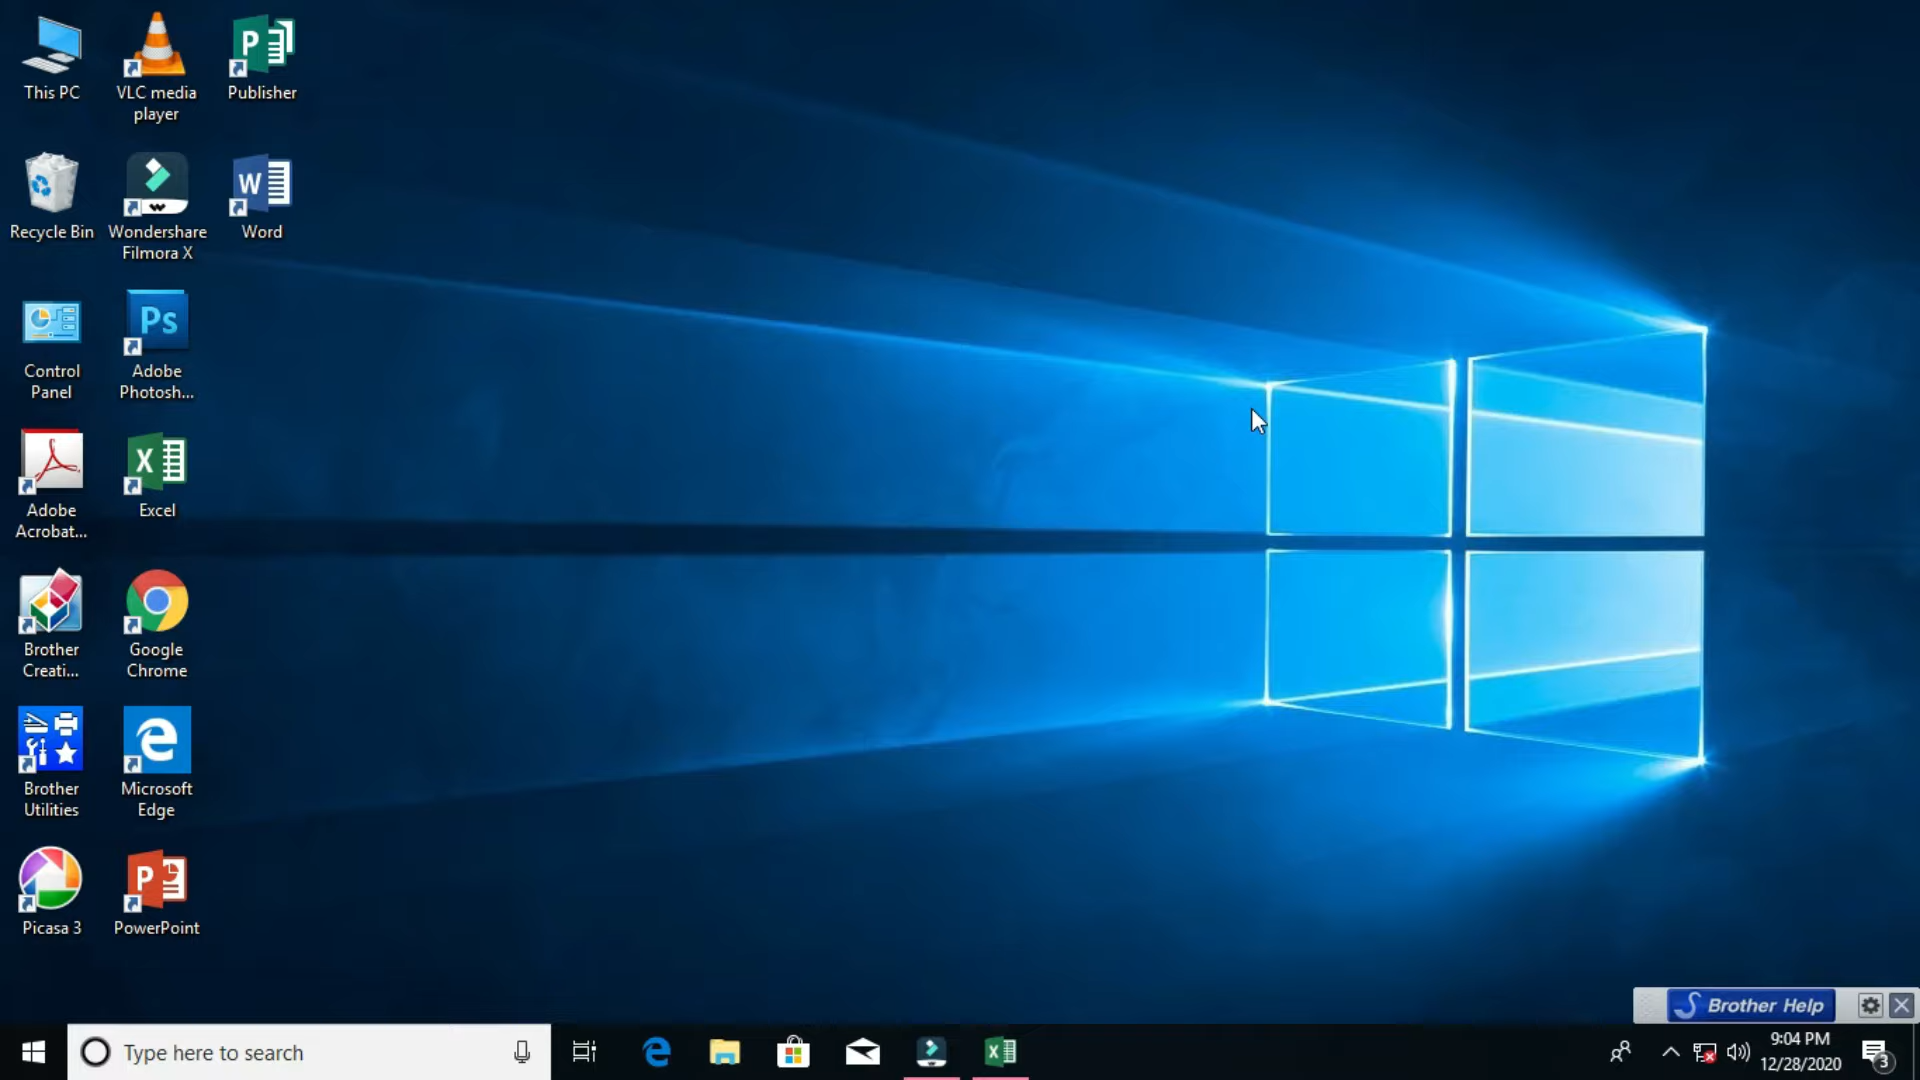 This PC
VLC media
player
P
Publisher
Recycle Bin
Wondershare
Filmora X
W
Word
Control
Panel
Ps
Adobe
Photosh...
Adobe
Acrobat...
X
Excel
Brother
Creati...
Google
Chrome
Brother
Utilities
Microsoft
Edge
Picasa 3
P
PowerPoint
Brother Help
Type here to search
X
9:04 PM
12/28/2020
3